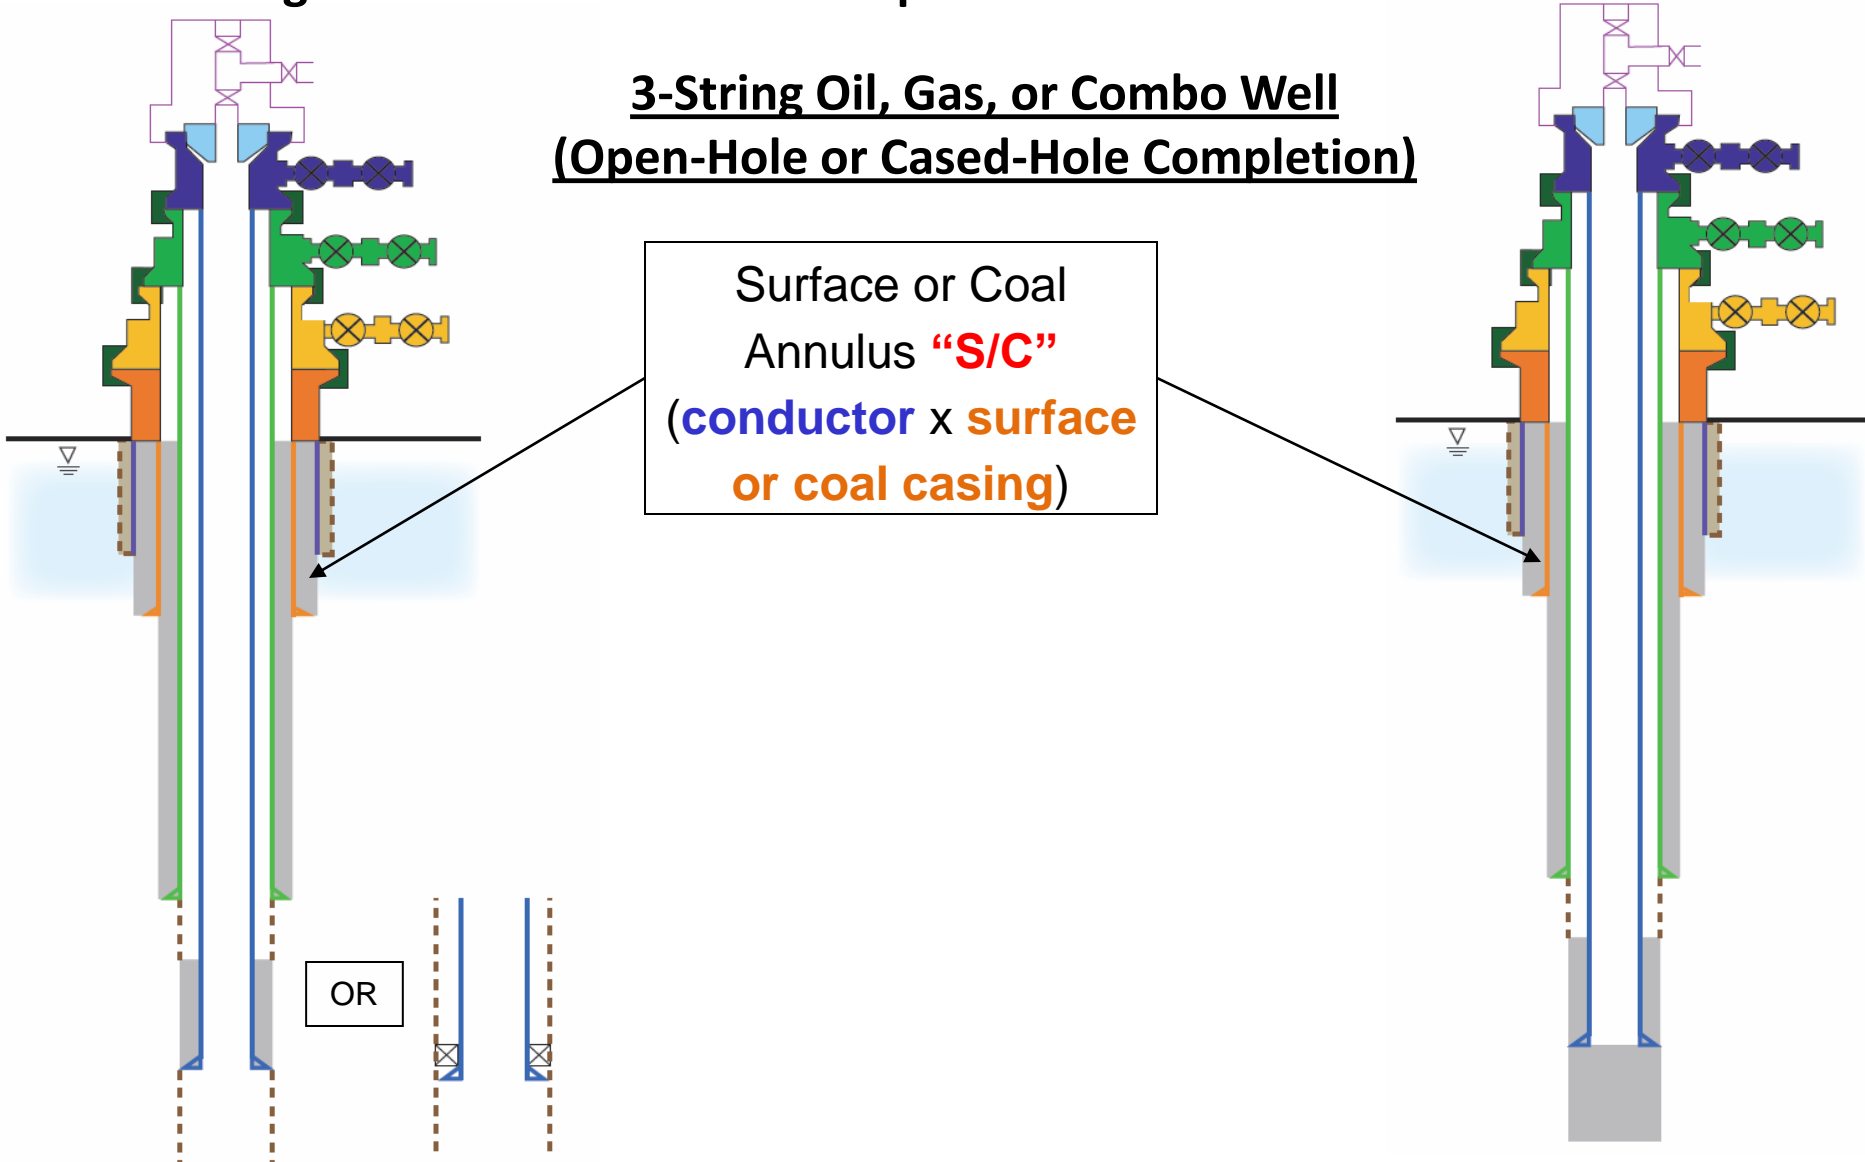 3-String Oil, Gas, or Combo Well
(Open-Hole or Cased-Hole Completion)
Surface or Coal
Annulus “S/C”
(conductor x surface
or coal casing)
OR